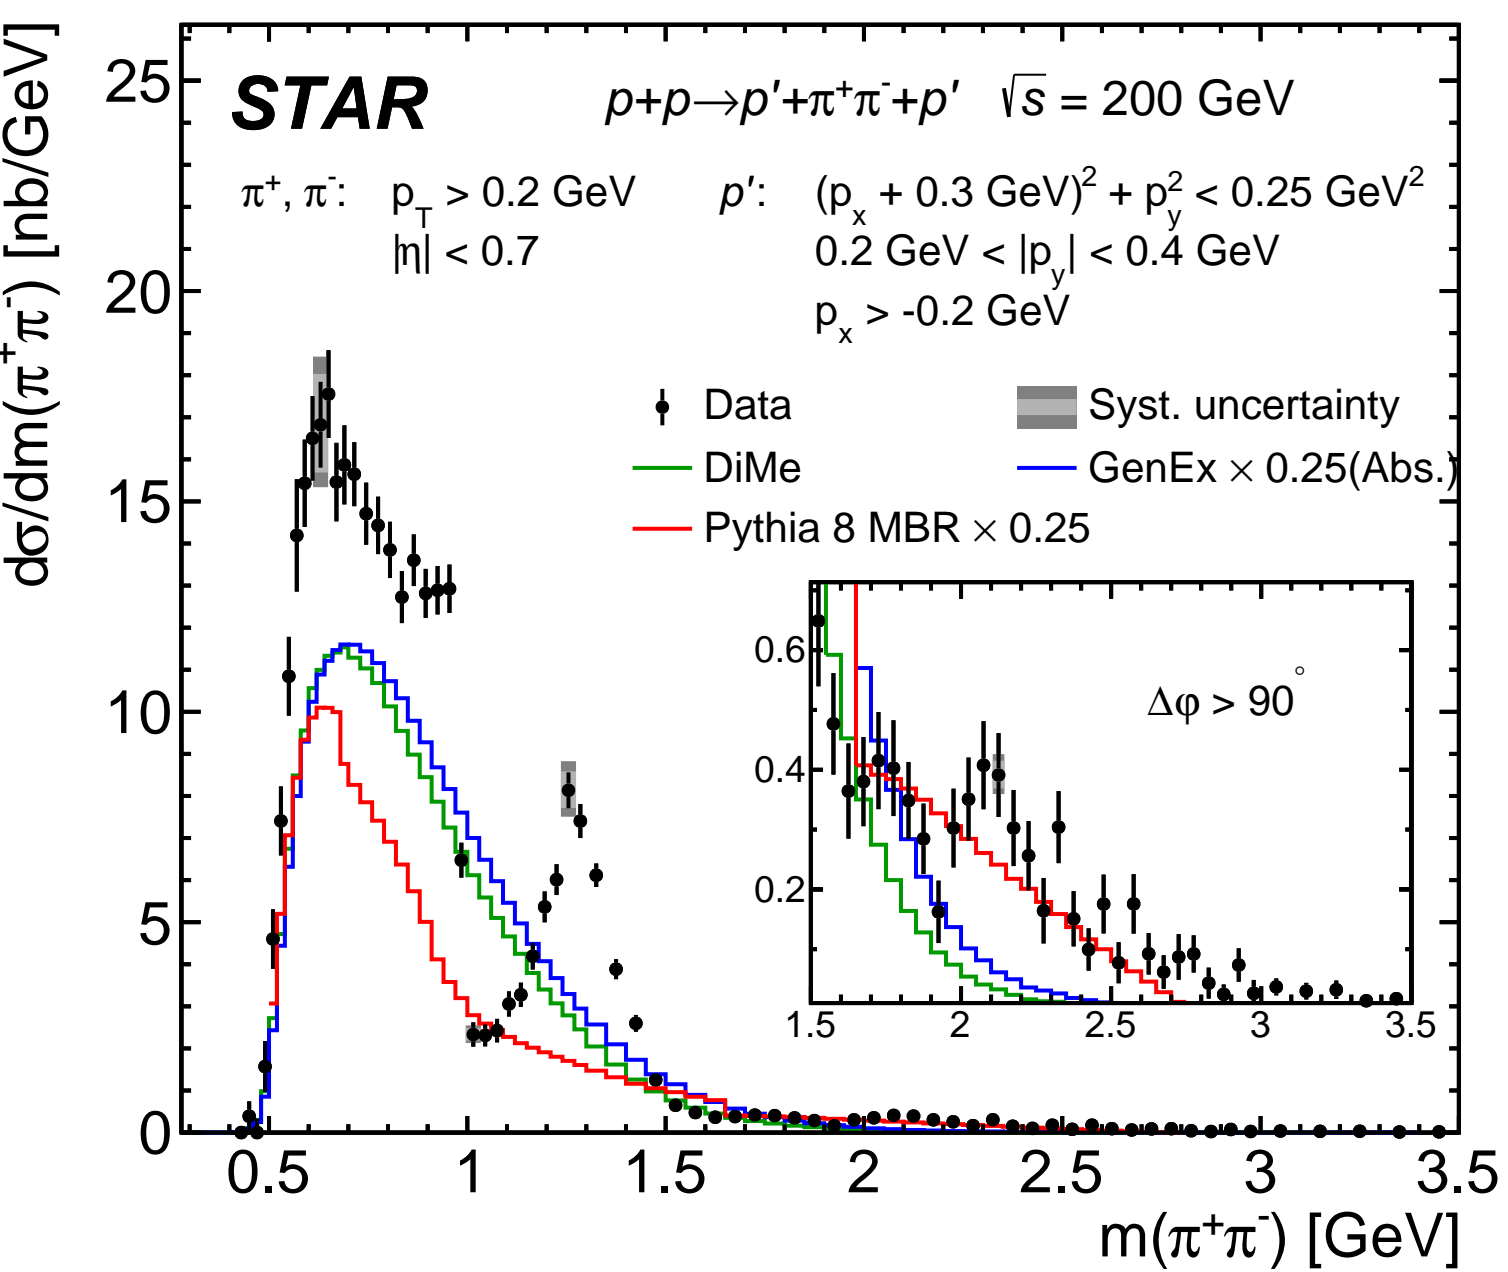 STAR
p+p→p′+π⁺π⁻+p′ √s = 200 GeV
π⁺, π⁻: p_T > 0.2 GeV
|η| < 0.7
p′: (p_x + 0.3 GeV)² + p_y² < 0.25 GeV²
0.2 GeV < |p_y| < 0.4 GeV
p_x > -0.2 GeV
Data
Syst. uncertainty
DiMe
GenEx × 0.25(Abs.)
Pythia 8 MBR × 0.25
Δφ > 90°
0.6
0.4
0.2
1.5 2 2.5 3 3.5
dσ/dm(π⁺π⁻) [nb/GeV]
25
20
15
10
5
0
0.5 1 1.5 2 2.5 3 3.5
m(π⁺π⁻) [GeV]